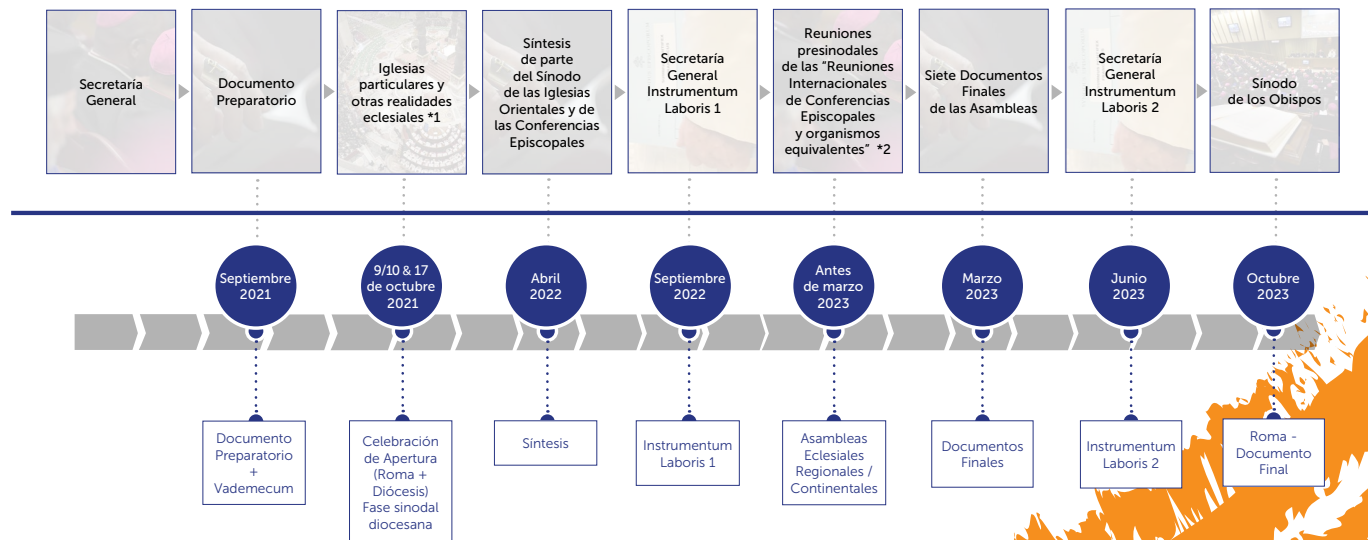 Secretaría
General
Documento
Preparatorio
Iglesias
particulares y
otras realidades
eclesiales *1
Síntesis
de parte
del Sínodo
de las Iglesias
Orientales y de
las Conferencias
Episcopales
Secretaría
General
Instrumentum
Laboris 1
Reuniones
presinodales
de las “Reuniones
Internacionales
de Conferencias
Episcopales
y organismos
equivalentes” *2
Siete Documentos
Finales
de las Asambleas
Secretaría
General
Instrumentum
Laboris 2
Sínodo
de los Obispos
Septiembre
2021
9/10 & 17
de octubre
2021
Abril
2022
Septiembre
2022
Antes
de marzo
2023
Marzo
2023
Junio
2023
Octubre
2023
Documento
Preparatorio
+
Vademecum
Celebración
de Apertura
(Roma +
Diócesis)
Fase sinodal
diocesana
Síntesis
Instrumentum
Laboris 1
Asambleas
Eclesiales
Regionales /
Continentales
Documentos
Finales
Instrumentum
Laboris 2
Roma -
Documento
Final